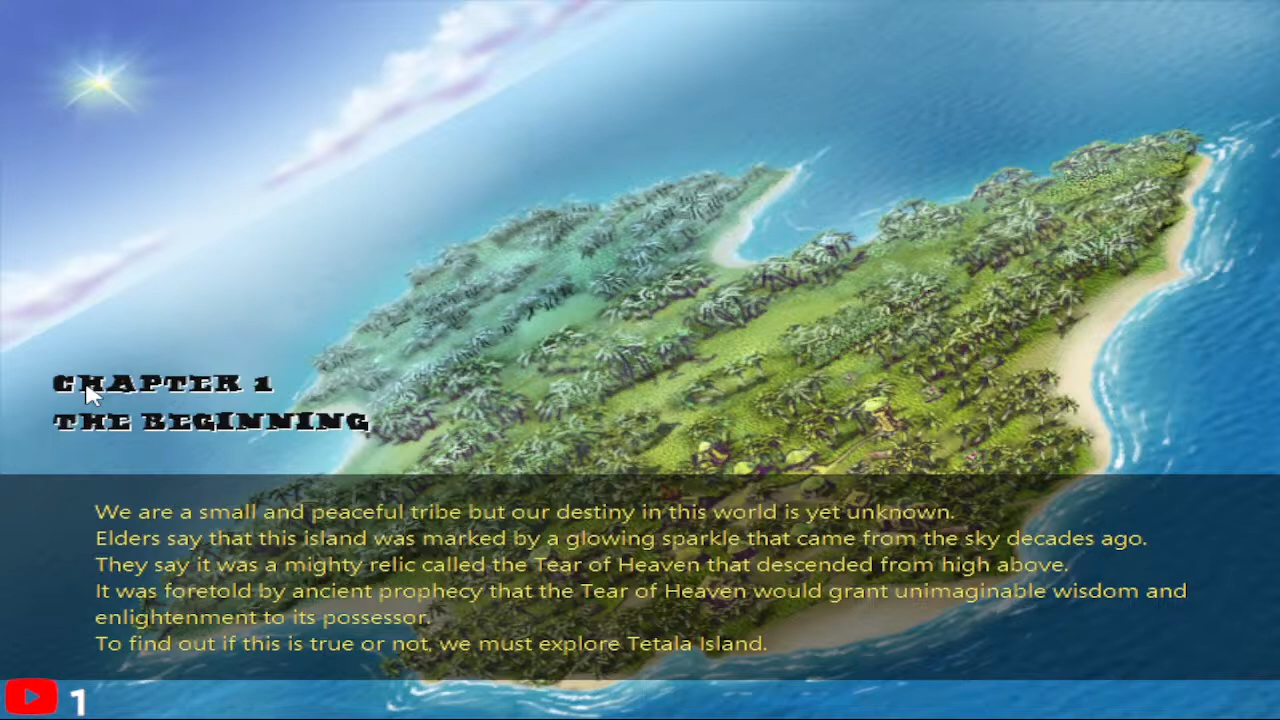 CHAPTER 1
THE BEGINNING
We are a small and peaceful tribe but our destiny in this world is yet unknown.
Elders say that this island was marked by a glowing sparkle that came from the sky decades ago.
They say it was a mighty relic called the Tear of Heaven that descended from high above.
It was foretold by ancient prophecy that the Tear of Heaven would grant unimaginable wisdom and
enlightenment to its possessor.
To find out if this is true or not, we must explore Tetala Island.
1